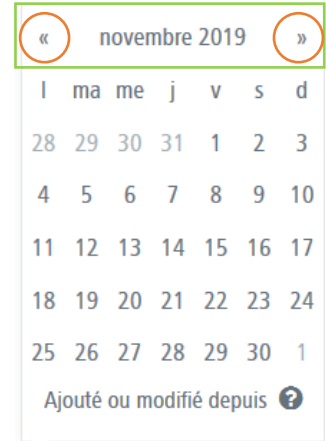 « novembre 2019 »
l ma me j v s d
28 29 30 31 1 2 3
4 5 6 7 8 9 10
11 12 13 14 15 16 17
18 19 20 21 22 23 24
25 26 27 28 29 30 1
Ajouté ou modifié depuis ?